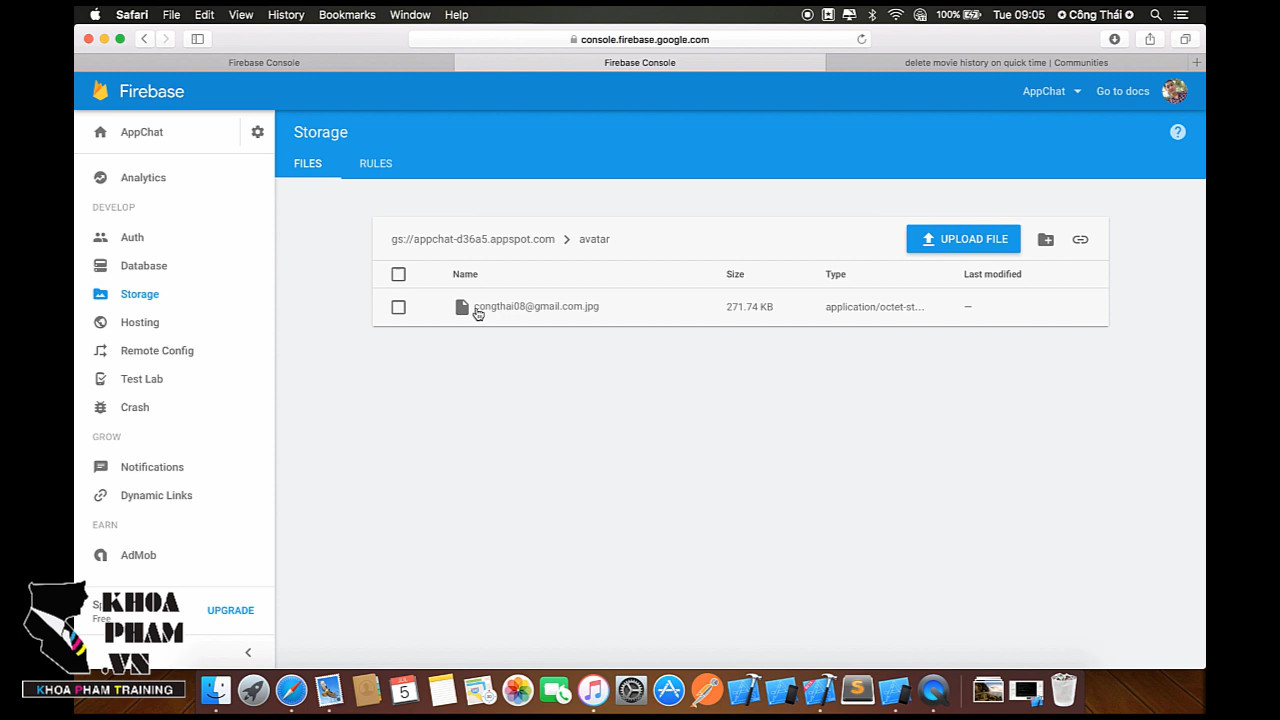 Safari File Edit View History Bookmarks Window Help 100% Tue 09:05 Công Thái
console.firebase.google.com
Firebase Console Firebase Console delete movie history on quick time | Communities
Firebase AppChat Go to docs
AppChat Storage
FILES RULES
Analytics
DEVELOP
Auth gs://appchat-d36a5.appspot.com > avatar UPLOAD FILE
Database Name Size Type Last modified
Storage congthai08@gmail.com.jpg 271.74 KB application/octet-st... –
Hosting
Remote Config
Test Lab
Crash
GROW
Notifications
Dynamic Links
EARN
AdMob
Free UPGRADE
KHOA
PHAM
.VN
KHOA PHAM TRAINING
JUL
5